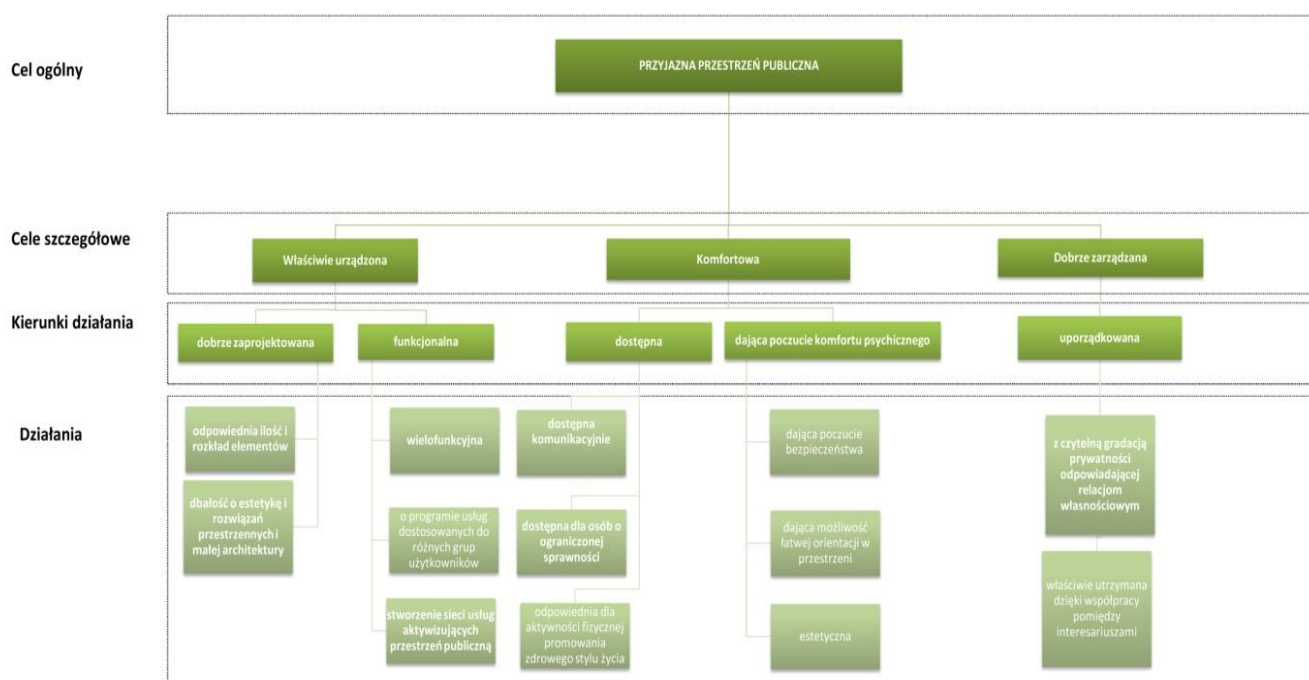 Cel ogólny
PRZYJAZNA PRZESTRZEŃ PUBLICZNA
Cele szczegółowe
Właściwie urządzona
Komfortowa
Dobrze zarządzana
Kierunki działania
dobrze zaprojektowana
funkcjonalna
dostępna
dająca poczucie komfortu psychicznego
uporządkowana
Działania
odpowiednia ilość i
rozkład elementów
dbałość o estetykę i
rozwiązań
przestrzennych i
małej architektury
wielofunkcyjna
o programie usług
dostosowanych do
różnych grup
użytkowników
stworzenie sieci usług
aktywizujących
przestrzeń publiczną
dostępna
komunikacyjnie
dostępna dla osób o
ograniczonej
sprawności
odpowiednia dla
aktywności fizycznej
promowania
zdrowego stylu życia
dająca poczucie
bezpieczeństwa
dająca możliwość
łatwej orientacji w
przestrzeni
estetyczna
z czytelną gradacją
prywatności
odpowiadającej
relacjom
własnościowym
właściwie utrzymana
dzięki współpracy
pomiędzy
interesariuszami